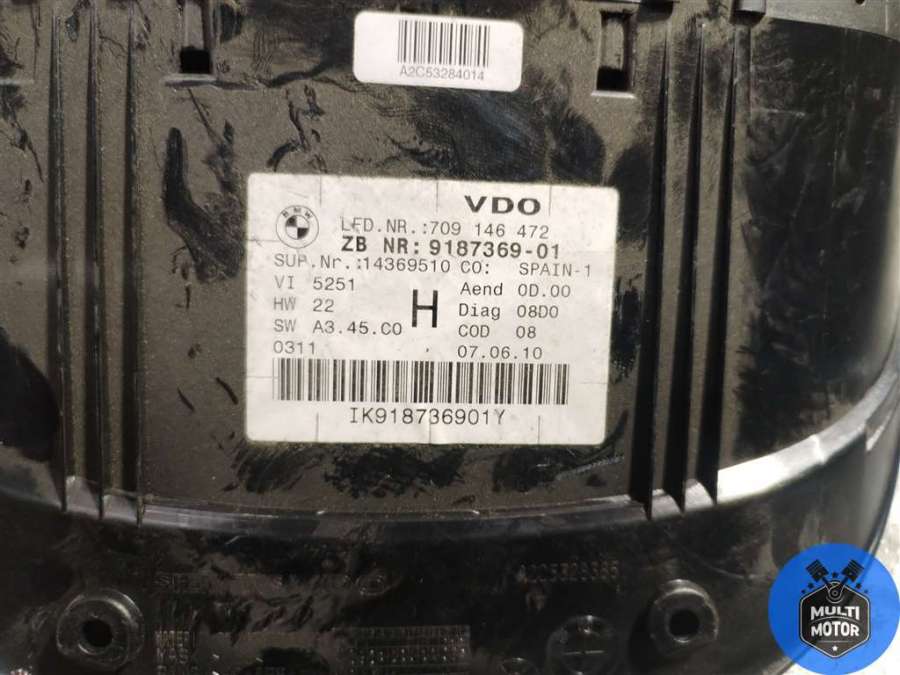 A2C53284014
VDO
BMW
LFD.NR.:709 146 472
ZB NR: 9187369-01
SUP.Nr.:14369510 CO: SPAIN-1
VI 5251 Aend 0D.00
HW 22 H Diag 08D0
SW A3.45.C0 COD 08
0311 07.06.10
IK918736901Y
MULTI
MOTOR